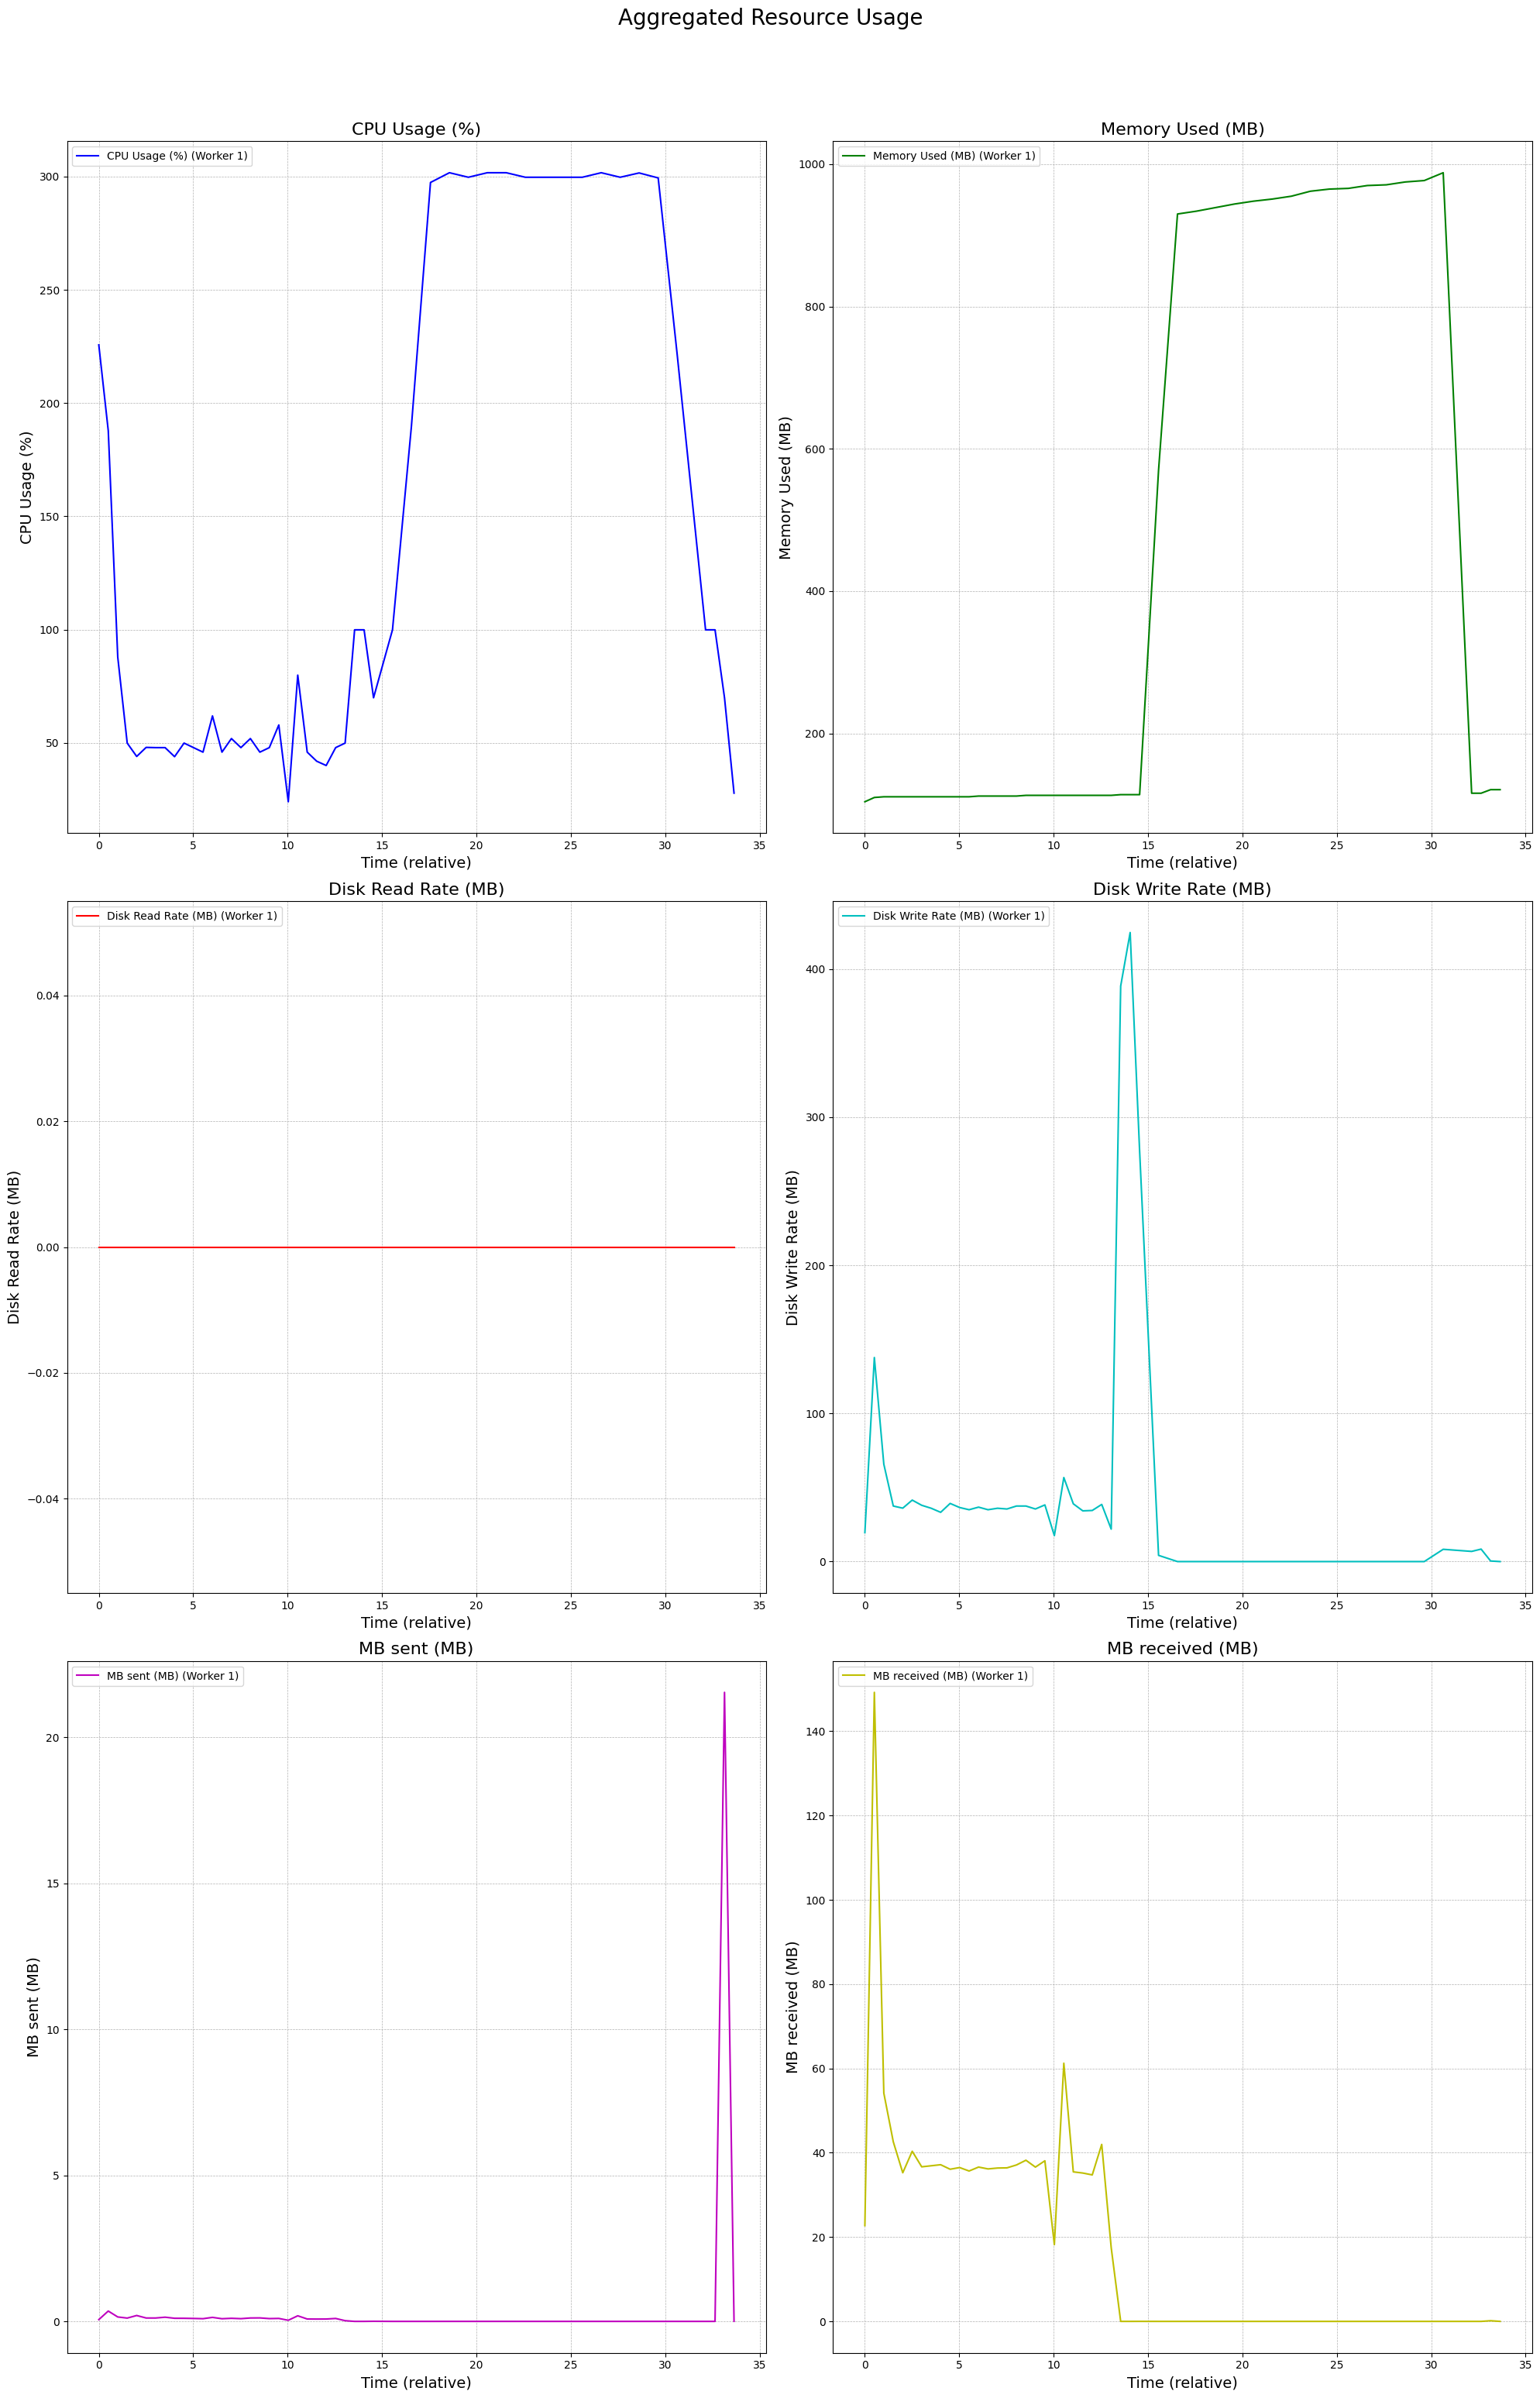 Aggregated Resource Usage
CPU Usage (%)
CPU Usage (%) (Worker 1)
CPU Usage (%)
300
250
200
150
100
50
0 5 10 15 20 25 30 35
Time (relative)
Memory Used (MB)
Memory Used (MB) (Worker 1)
Memory Used (MB)
1000
800
600
400
200
0 5 10 15 20 25 30 35
Time (relative)
Disk Read Rate (MB)
Disk Read Rate (MB) (Worker 1)
Disk Read Rate (MB)
0.04
0.02
0.00
−0.02
−0.04
0 5 10 15 20 25 30 35
Time (relative)
Disk Write Rate (MB)
Disk Write Rate (MB) (Worker 1)
Disk Write Rate (MB)
400
300
200
100
0
0 5 10 15 20 25 30 35
Time (relative)
MB sent (MB)
MB sent (MB) (Worker 1)
MB sent (MB)
20
15
10
5
0
0 5 10 15 20 25 30 35
Time (relative)
MB received (MB)
MB received (MB) (Worker 1)
MB received (MB)
140
120
100
80
60
40
20
0
0 5 10 15 20 25 30 35
Time (relative)